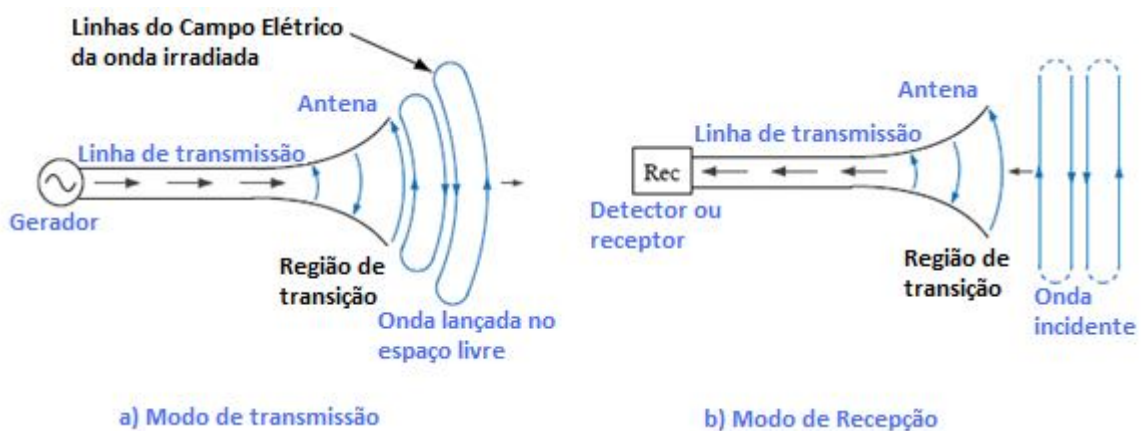 Linhas do Campo Elétrico
da onda irradiada
Antena
Linha de transmissão
Gerador
Região de
transição
Onda lançada no
espaço livre
a) Modo de transmissão
Antena
Linha de transmissão
Rec
Detector ou
receptor
Região de
transição
Onda
incidente
b) Modo de Recepção